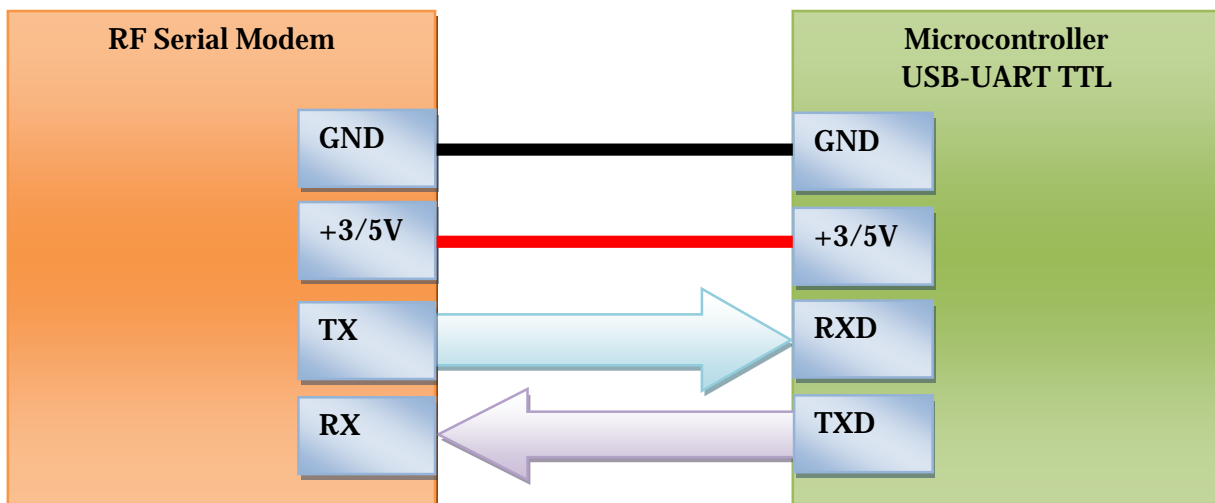 RF Serial Modem
GND
+3/5V
TX
RX
Microcontroller
USB-UART TTL
GND
+3/5V
RXD
TXD